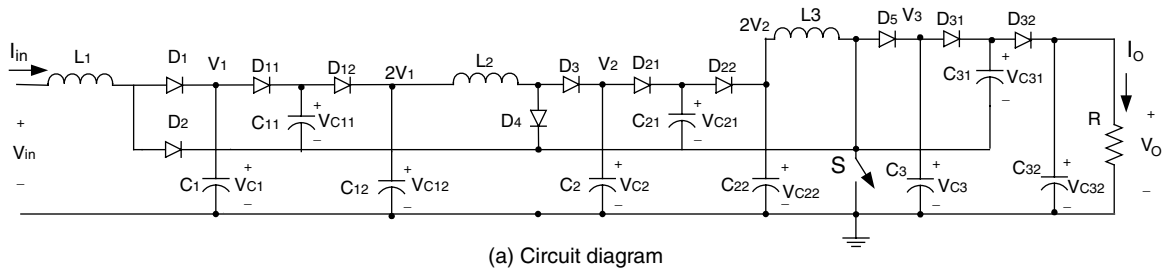 2V2 L3 D5 V3 D31 D32
Iin L1 D1 V1 D11 D12 2V1 L2 D3 V2 D21 D22 C31 + VC31 − IO
+ Vin − D2 C11 + VC11 − D4 C21 + VC21 − R + VO −
C1 + VC1 − C12 + VC12 − C2 + VC2 − C22 + VC22 − S C3 + VC3 − C32 + VC32 −
(a) Circuit diagram